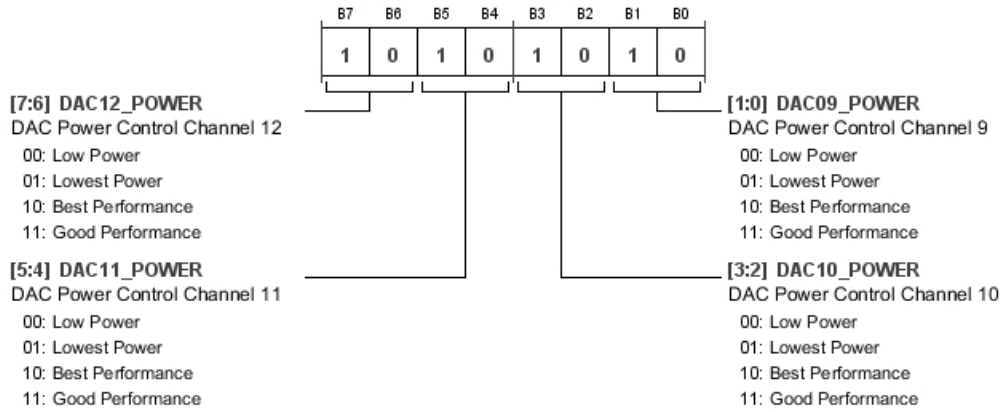 B7 B6 B5 B4 B3 B2 B1 B0
1 0 1 0 1 0 1 0
[7:6] DAC12_POWER
DAC Power Control Channel 12
00: Low Power
01: Lowest Power
10: Best Performance
11: Good Performance
[5:4] DAC11_POWER
DAC Power Control Channel 11
00: Low Power
01: Lowest Power
10: Best Performance
11: Good Performance
[1:0] DAC09_POWER
DAC Power Control Channel 9
00: Low Power
01: Lowest Power
10: Best Performance
11: Good Performance
[3:2] DAC10_POWER
DAC Power Control Channel 10
00: Low Power
01: Lowest Power
10: Best Performance
11: Good Performance